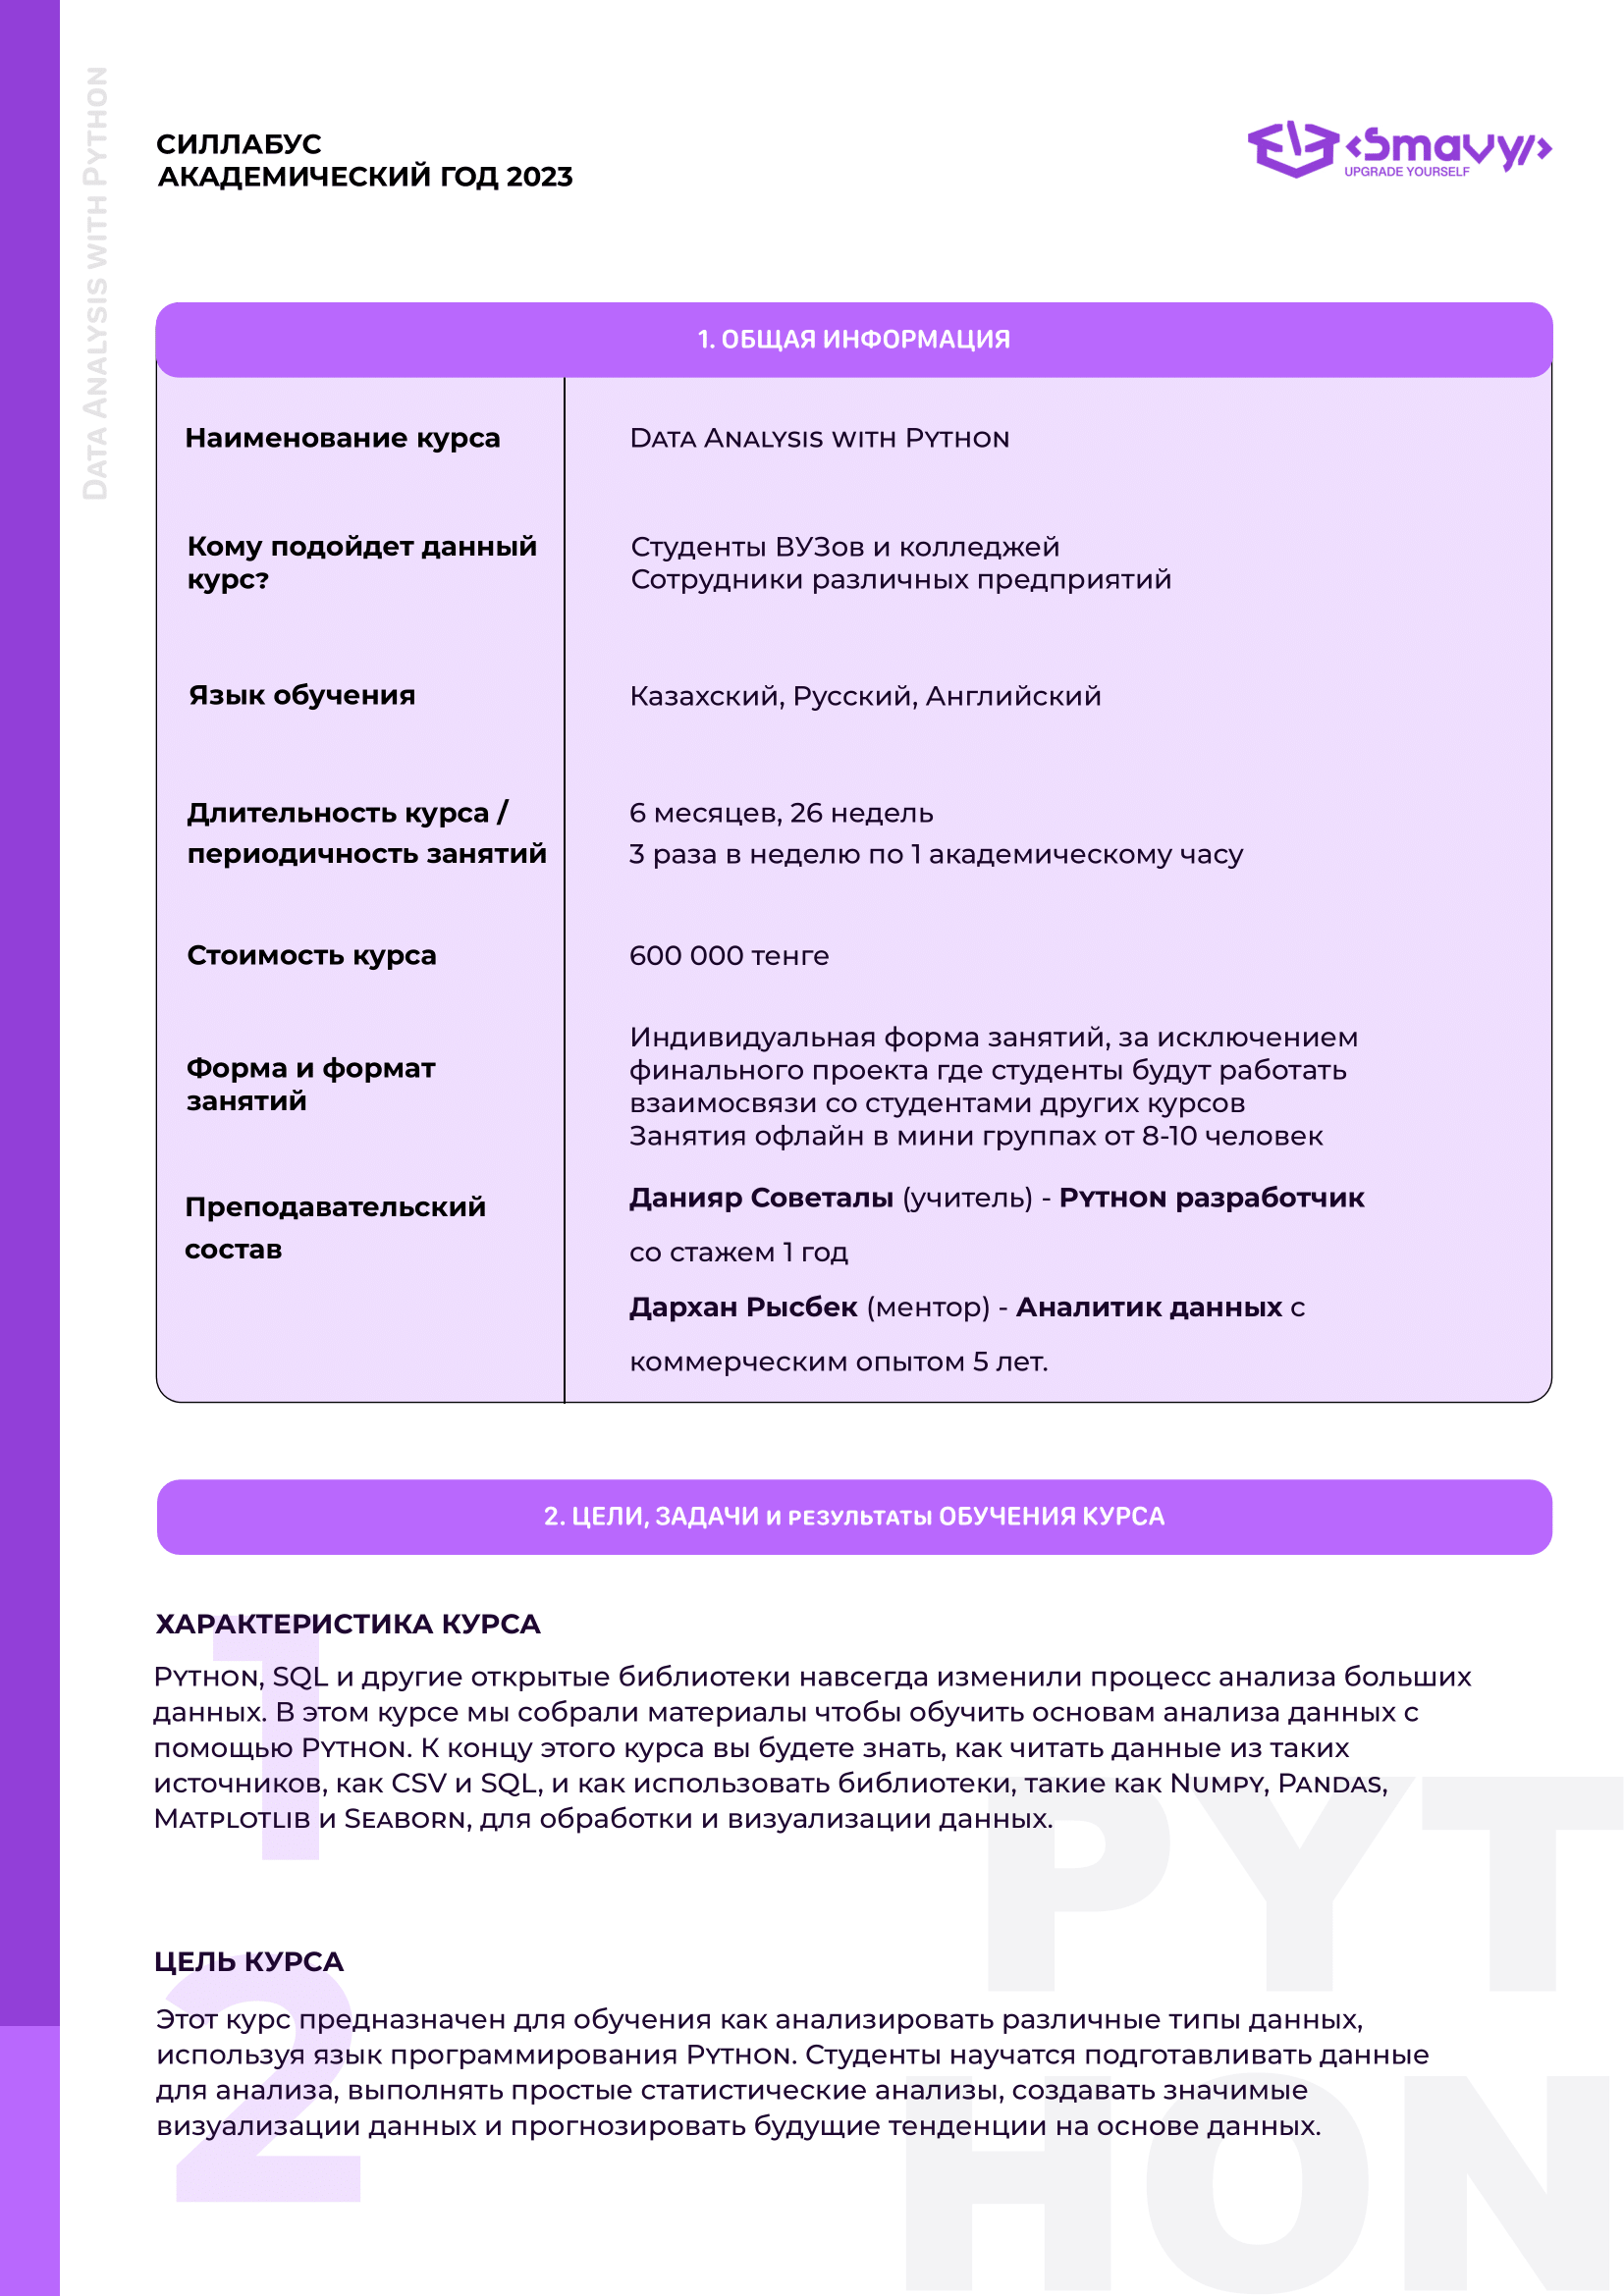 Data Analysis with Python
СИЛЛАБУС
АКАДЕМИЧЕСКИЙ ГОД 2023
<Smavy/>
UPGRADE YOURSELF
1. ОБЩАЯ ИНФОРМАЦИЯ
Наименование курса
Data Analysis with Python
Кому подойдет данный
курс?
Студенты ВУЗов и колледжей
Сотрудники различных предприятий
Язык обучения
Казахский, Русский, Английский
Длительность курса /
периодичность занятий
6 месяцев, 26 недель
3 раза в неделю по 1 академическому часу
Стоимость курса
600 000 тенге
Форма и формат
занятий
Индивидуальная форма занятий, за исключением
финального проекта где студенты будут работать
взаимосвязи со студентами других курсов
Занятия офлайн в мини группах от 8-10 человек
Преподавательский
состав
Данияр Советалы (учитель) - Python разработчик
со стажем 1 год
Дархан Рысбек (ментор) - Аналитик данных с
коммерческим опытом 5 лет.
2. ЦЕЛИ, ЗАДАЧИ и результаты ОБУЧЕНИЯ КУРСА
1
ХАРАКТЕРИСТИКА КУРСА
Python, SQL и другие открытые библиотеки навсегда изменили процесс анализа больших
данных. В этом курсе мы собрали материалы чтобы обучить основам анализа данных с
помощью Python. К концу этого курса вы будете знать, как читать данные из таких
источников, как CSV и SQL, и как использовать библиотеки, такие как Numpy, Pandas,
Matplotlib и Seaborn, для обработки и визуализации данных.
2
ЦЕЛЬ КУРСА
Этот курс предназначен для обучения как анализировать различные типы данных,
используя язык программирования Python. Студенты научатся подготавливать данные
для анализа, выполнять простые статистические анализы, создавать значимые
визуализации данных и прогнозировать будущие тенденции на основе данных.
PYT
HON